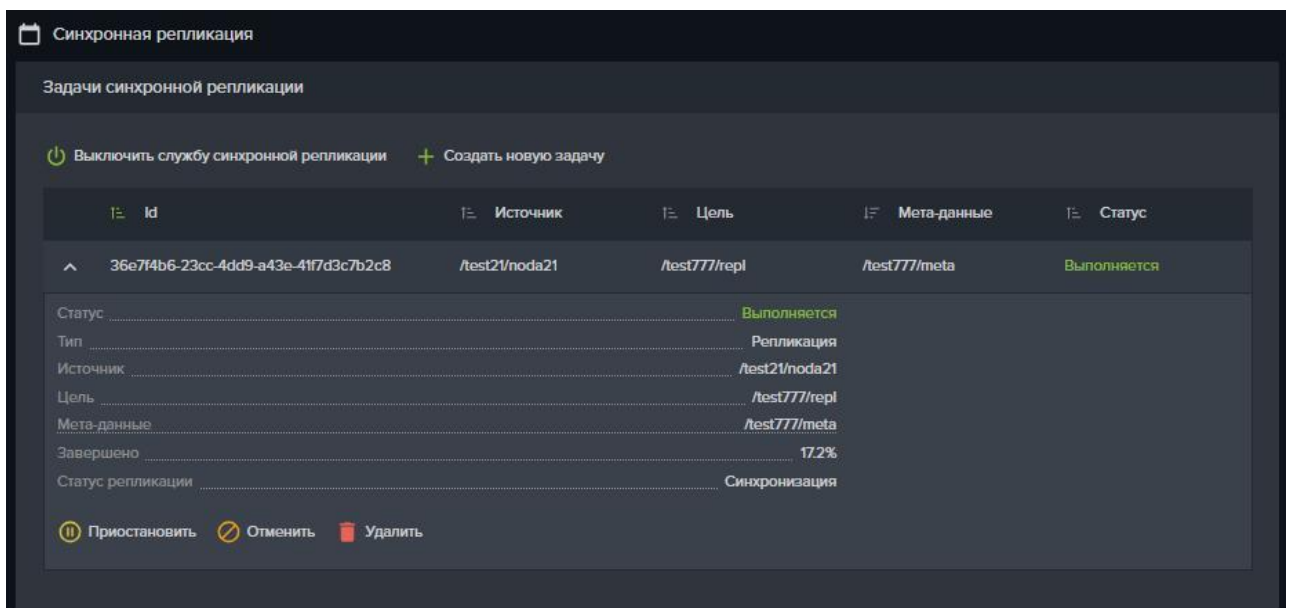 Синхронная репликация
Задачи синхронной репликации
Выключить службу синхронной репликации Создать новую задачу
Id Источник Цель Мета-данные Статус
36e7f4b6-23cc-4dd9-a43e-41f7d3c7b2c8 /test21/noda21 /test777/repl /test777/meta Выполняется
Статус Выполняется
Тип Репликация
Источник /test21/noda21
Цель /test777/repl
Мета-данные /test777/meta
Завершено 17.2%
Статус репликации Синхронизация
Приостановить Отменить Удалить